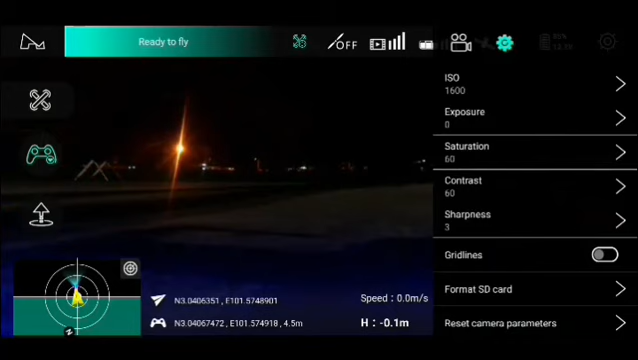 Ready to fly
OFF
ISO
1600
Exposure
0
Saturation
60
Contrast
60
Sharpness
3
Gridlines
Format SD card
Reset camera parameters
N3.0406351 , E101.5748901
Speed : 0.0m/s
N3.04067472 , E101.574918 , 4.5m
H : -0.1m
N